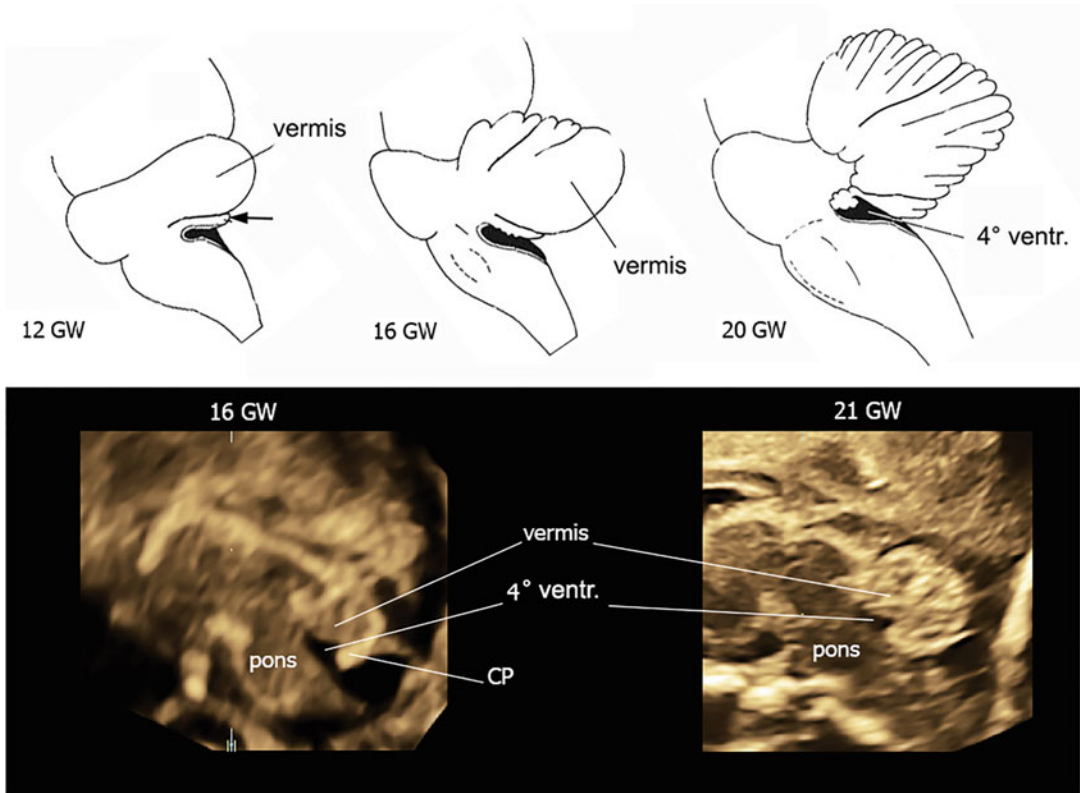 vermis
12 GW
16 GW
vermis
20 GW
4° ventr.
16 GW
21 GW
vermis
4° ventr.
pons
CP
pons